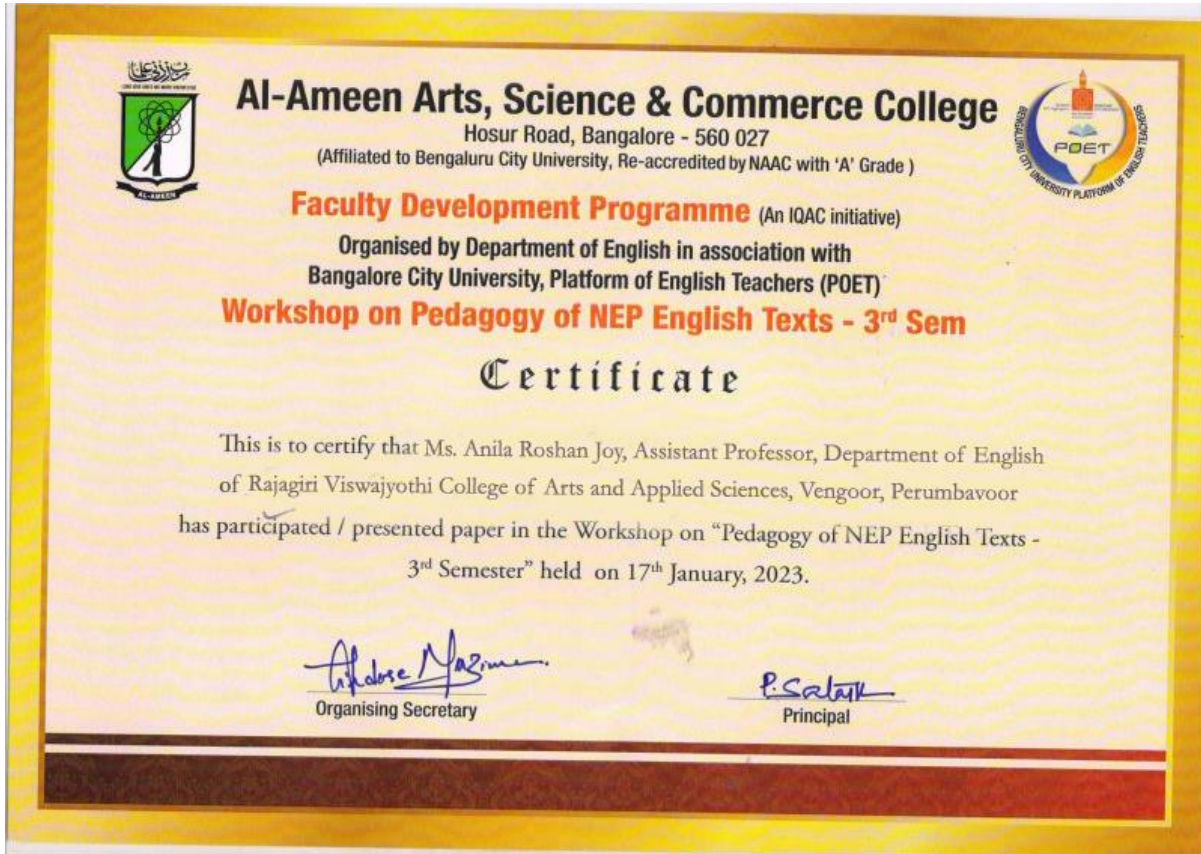 رَبِّ زِدْنِي عِلْمًا
AL-AMEEN
Al-Ameen Arts, Science & Commerce College
Hosur Road, Bangalore - 560 027
(Affiliated to Bengaluru City University, Re-accredited by NAAC with 'A' Grade )
BENGALURU CITY UNIVERSITY PLATFORM OF ENGLISH TEACHERS
POET
Faculty Development Programme (An IQAC initiative)
Organised by Department of English in association with
Bangalore City University, Platform of English Teachers (POET)
Workshop on Pedagogy of NEP English Texts - 3rd Sem
Certificate
This is to certify that Ms. Anila Roshan Joy, Assistant Professor, Department of English
of Rajagiri Viswajyothi College of Arts and Applied Sciences, Vengoor, Perumbavoor
has participated / presented paper in the Workshop on “Pedagogy of NEP English Texts -
3rd Semester” held on 17th January, 2023.
Organising Secretary
Principal